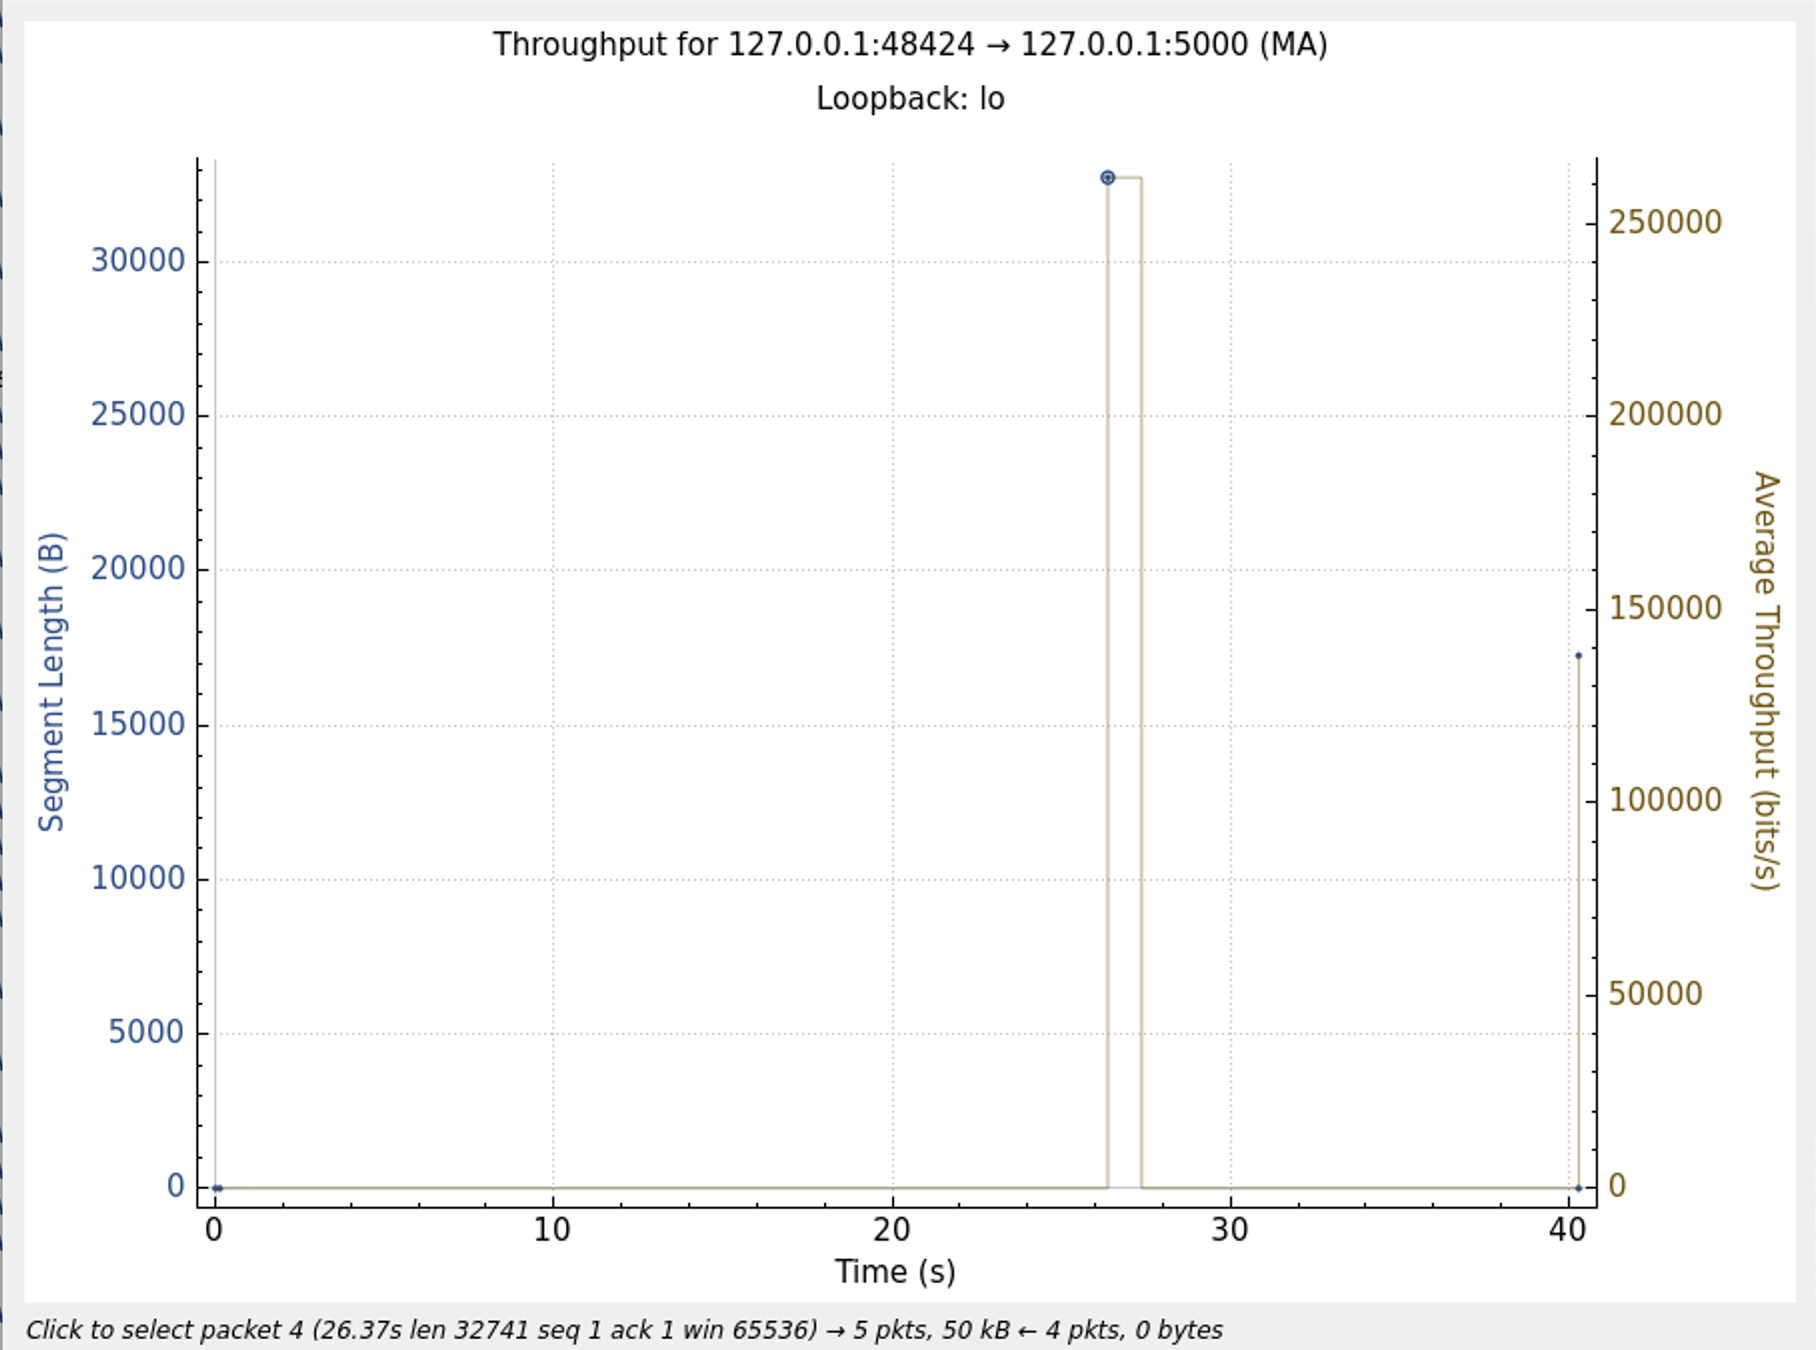 Throughput for 127.0.0.1:48424 → 127.0.0.1:5000 (MA)
Loopback: lo
Segment Length (B)
30000
25000
20000
15000
10000
5000
0
250000
200000
150000
100000
50000
0
Average Throughput (bits/s)
0 10 20 30 40
Time (s)
Click to select packet 4 (26.37s len 32741 seq 1 ack 1 win 65536) → 5 pkts, 50 kB ← 4 pkts, 0 bytes